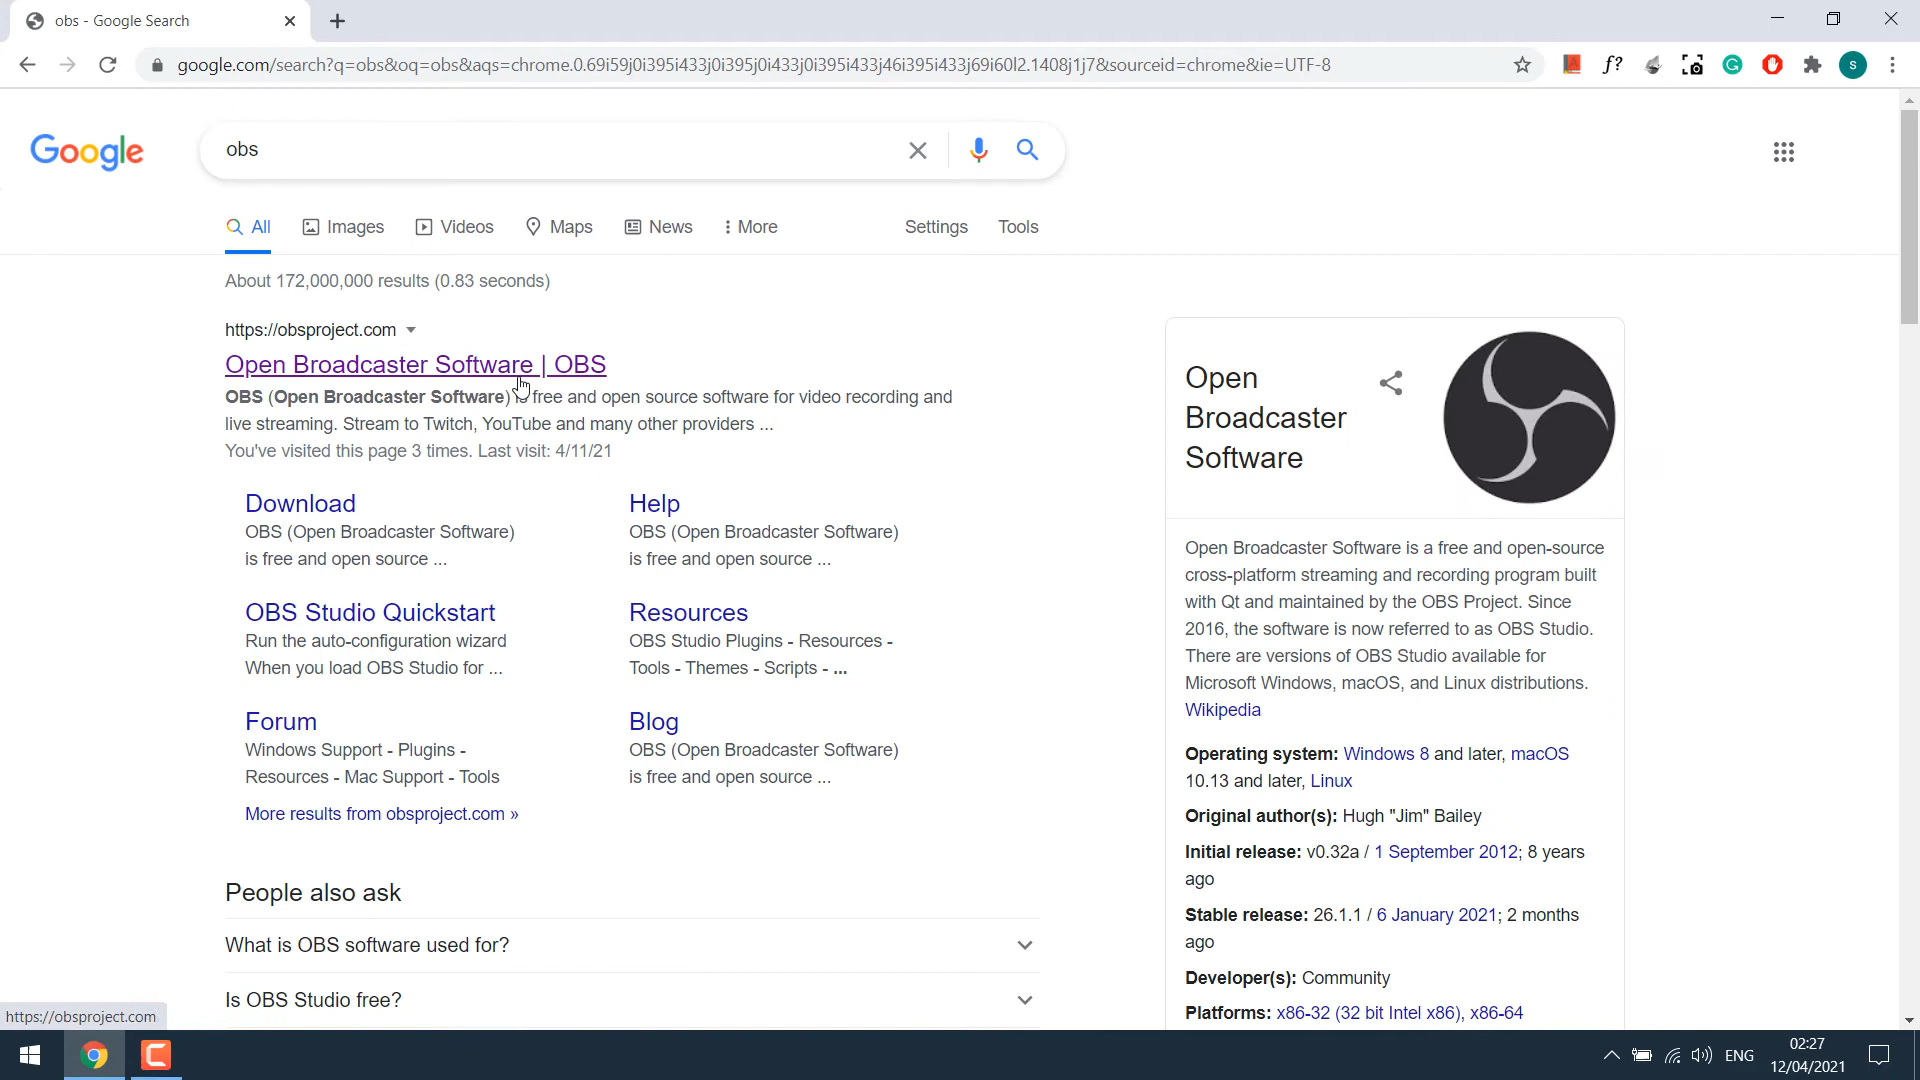 obs - Google Search
google.com/search?q=obs&oq=obs&aqs=chrome.0.69i59j0i395i433j0i395j0i433j0i395i433j46i395i433j69i60l2.1408j1j7&sourceid=chrome&ie=UTF-8
f?
G
S
Google
obs
All Images Videos Maps News More Settings Tools
About 172,000,000 results (0.83 seconds)
https://obsproject.com
Open Broadcaster Software | OBS
OBS (Open Broadcaster Software) is free and open source software for video recording and
live streaming. Stream to Twitch, YouTube and many other providers ...
You've visited this page 3 times. Last visit: 4/11/21
Download
OBS (Open Broadcaster Software)
is free and open source ...
Help
OBS (Open Broadcaster Software)
is free and open source ...
OBS Studio Quickstart
Run the auto-configuration wizard
When you load OBS Studio for ...
Resources
OBS Studio Plugins - Resources -
Tools - Themes - Scripts - ...
Forum
Windows Support - Plugins -
Resources - Mac Support - Tools
Blog
OBS (Open Broadcaster Software)
is free and open source ...
More results from obsproject.com »
People also ask
What is OBS software used for?
Is OBS Studio free?
Open
Broadcaster
Software
Open Broadcaster Software is a free and open-source
cross-platform streaming and recording program built
with Qt and maintained by the OBS Project. Since
2016, the software is now referred to as OBS Studio.
There are versions of OBS Studio available for
Microsoft Windows, macOS, and Linux distributions.
Wikipedia
Operating system: Windows 8 and later, macOS
10.13 and later, Linux
Original author(s): Hugh "Jim" Bailey
Initial release: v0.32a / 1 September 2012; 8 years
ago
Stable release: 26.1.1 / 6 January 2021; 2 months
ago
Developer(s): Community
Platforms: x86-32 (32 bit Intel x86), x86-64
https://obsproject.com
ENG
02:27
12/04/2021